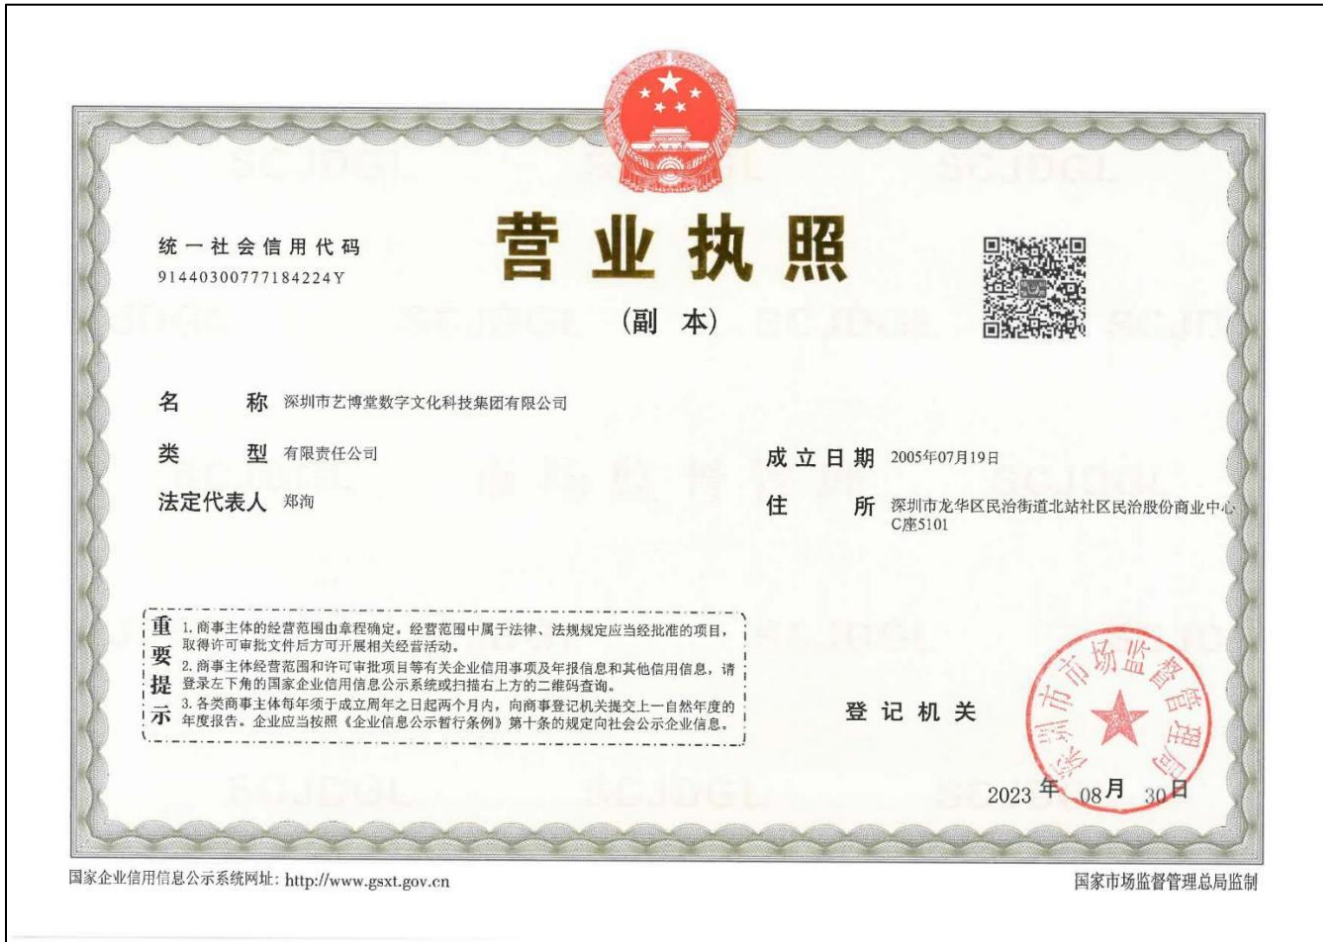 营业执照
(副 本)
统一社会信用代码
91440300777184224Y
名 称 深圳市艺博堂数字文化科技集团有限公司
类 型 有限责任公司
法定代表人 郑洵
成立日期 2005年07月19日
住 所 深圳市龙华区民治街道北站社区民治股份商业中心
C座5101
重要提示
1. 商事主体的经营范围由章程确定。经营范围中属于法律、法规规定应当经批准的项目，
取得许可审批文件后方可开展相关经营活动。
2. 商事主体经营范围和许可审批项目等有关企业信用事项及年报信息和其他信用信息，请
登录左下角的国家企业信用信息公示系统或扫描右上方的二维码查询。
3. 各类商事主体每年须于成立周年之日起两个月内，向商事登记机关提交上一自然年度的
年度报告。企业应当按照《企业信息公示暂行条例》第十条的规定向社会公示企业信息。
登记机关
深圳市市场监督管理局
2023 年 08月 30日
国家企业信用信息公示系统网址: http://www.gsxt.gov.cn
国家市场监督管理总局监制